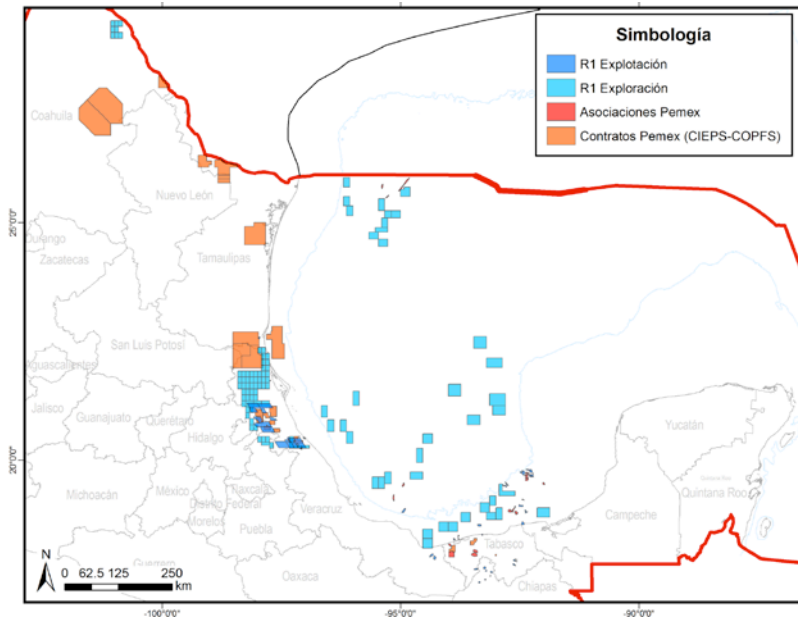 Simbología
R1 Explotación
R1 Exploración
Asociaciones Pemex
Contratos Pemex (CIEPS-COPFS)
Coahuila
Nuevo León
25°0'0"
Durango
Zacatecas
Tamaulipas
San Luis Potosí
Aguascalientes
Jalisco
Guanajuato
Querétaro
Hidalgo
Yucatán
20°0'0"
Michoacán
México
Tlaxcala
Distrito Federal
Morelos
Puebla
Veracruz
Quintana Roo
Campeche
Tabasco
Guerrero
Oaxaca
Chiapas
N
0 62.5 125 250
km
-100°0'0"
-95°0'0"
-90°0'0"